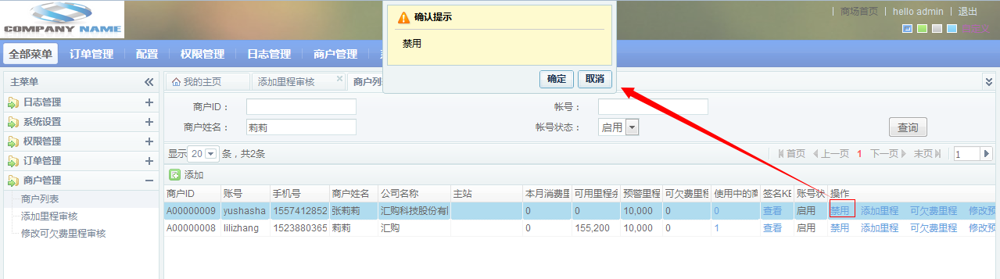 COMPANY NAME
商场首页 hello admin 退出
全部菜单 订单管理 配置 权限管理 日志管理 商户管理
确认提示
禁用
确定 取消
主菜单
日志管理
系统设置
权限管理
订单管理
商户管理
商户列表
添加里程审核
修改可欠费里程审核
我的主页 添加里程审核 商户列
商户ID： 帐号：
商户姓名： 莉莉 帐号状态： 启用 查询
显示 20 条，共2条 首页 上一页 1 下一页 末页 1
添加
商户ID 账号 手机号 商户姓名 公司名称 主站 本月消费里 可用里程余 预警里程 可欠费里程 使用中的商 签名KE 账号状 操作
A00000009 yushasha 1557412852 张莉莉 汇购科技股份有 0 0 10,000 0 0 查看 启用 禁用 添加里程 可欠费里程 修改预
A00000008 lilizhang 1523880365 莉莉 汇购 0 155,200 10,000 0 1 查看 启用 禁用 添加里程 可欠费里程 修改预